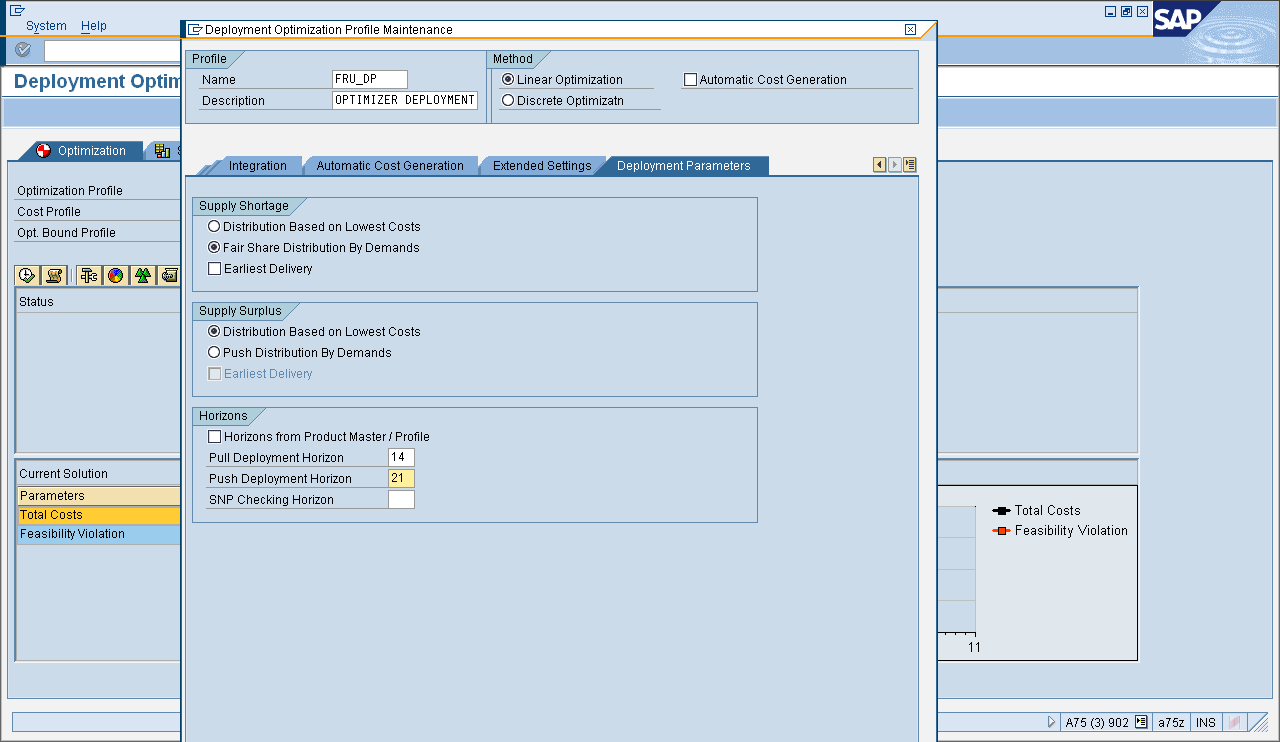 System Help
SAP
Deployment Optim
Deployment Optimization Profile Maintenance
Profile
Name FRU_DP
Description OPTIMIZER DEPLOYMENT
Method
Linear Optimization
Automatic Cost Generation
Discrete Optimizatn
Optimization
Integration Automatic Cost Generation Extended Settings Deployment Parameters
Optimization Profile
Cost Profile
Opt. Bound Profile
Status
Current Solution
Parameters
Total Costs
Feasibility Violation
Supply Shortage
Distribution Based on Lowest Costs
Fair Share Distribution By Demands
Earliest Delivery
Supply Surplus
Distribution Based on Lowest Costs
Push Distribution By Demands
Earliest Delivery
Horizons
Horizons from Product Master / Profile
Pull Deployment Horizon 14
Push Deployment Horizon 21
SNP Checking Horizon
Total Costs
Feasibility Violation
11
A75 (3) 902 a75z INS